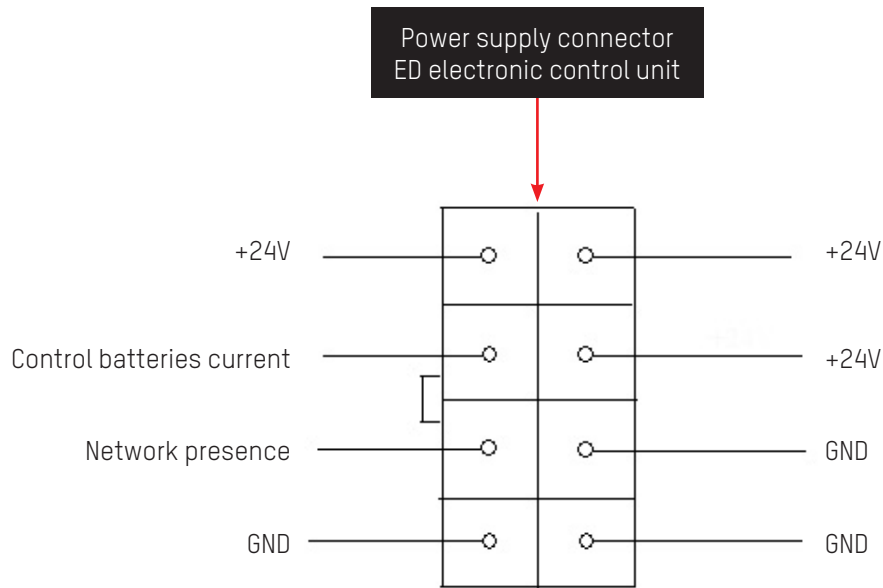 Power supply connector
ED electronic control unit
+24V
+24V
Control batteries current
+24V
Network presence
GND
GND
GND